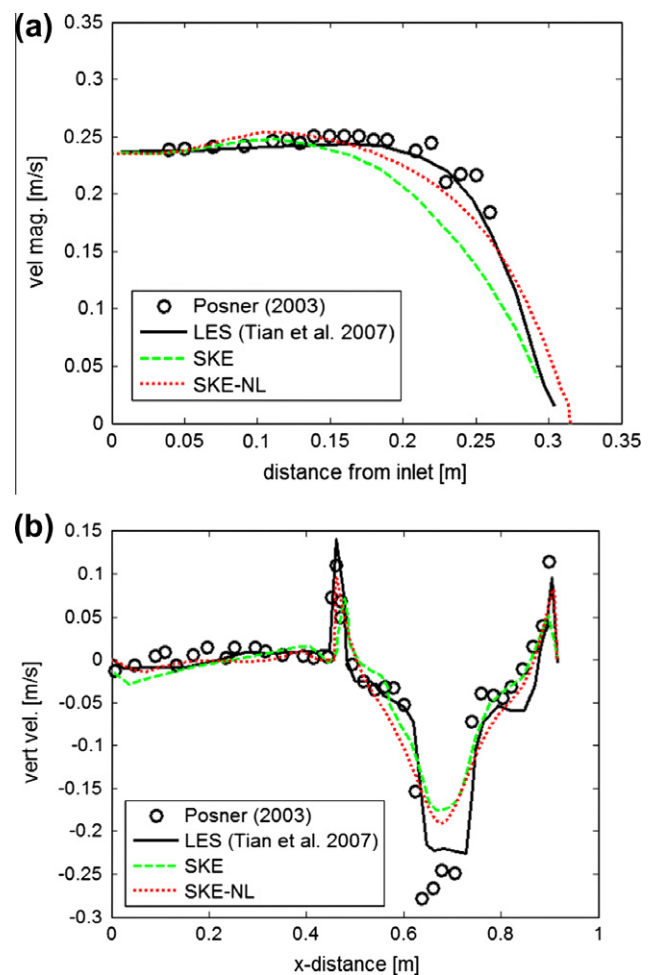 (a)
0.35
0.3
0.25
0.2
0.15
0.1
0.05
0
vel mag. [m/s]
Posner (2003)
LES (Tian et al. 2007)
SKE
SKE-NL
0 0.05 0.1 0.15 0.2 0.25 0.3 0.35
distance from inlet [m]
(b)
0.15
0.1
0.05
0
-0.05
-0.1
-0.15
-0.2
-0.25
-0.3
vert vel. [m/s]
Posner (2003)
LES (Tian et al. 2007)
SKE
SKE-NL
0 0.2 0.4 0.6 0.8 1
x-distance [m]